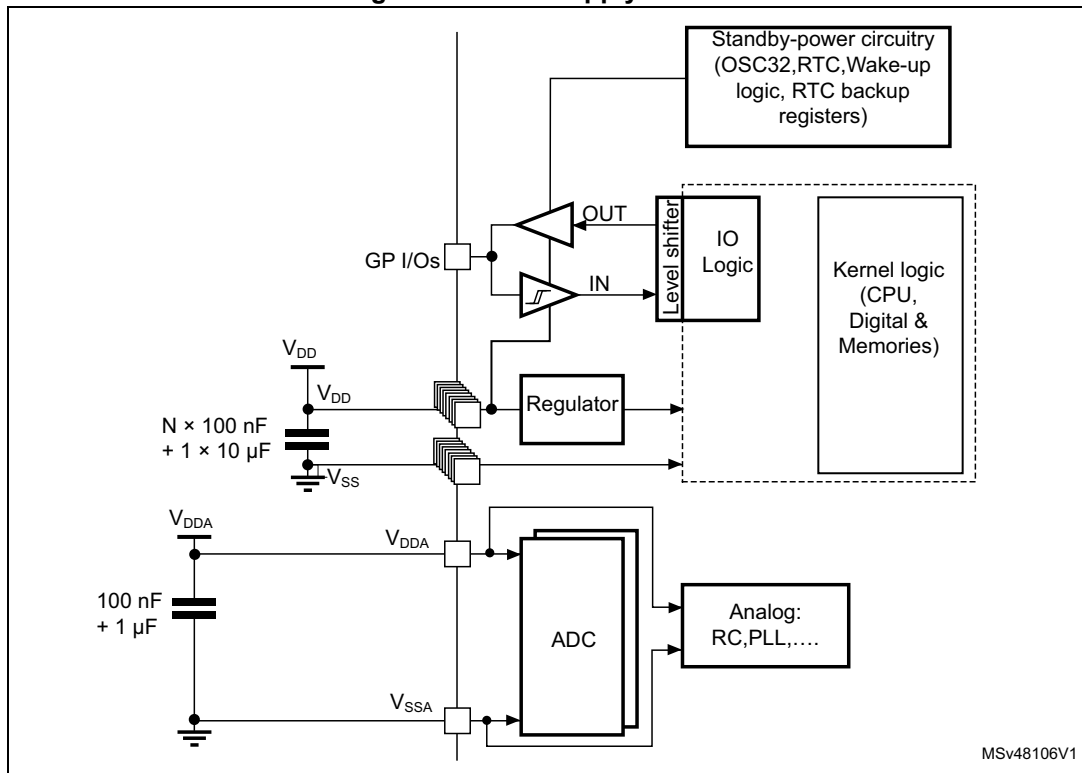 Standby-power circuitry
(OSC32,RTC,Wake-up
logic, RTC backup
registers)
OUT
Level shifter
IO
Logic
GP I/Os
IN
Kernel logic
(CPU,
Digital &
Memories)
VDD
VDD
Regulator
N × 100 nF
+ 1 × 10 µF
VSS
VDDA
VDDA
100 nF
+ 1 µF
ADC
Analog:
RC,PLL,....
VSSA
MSv48106V1